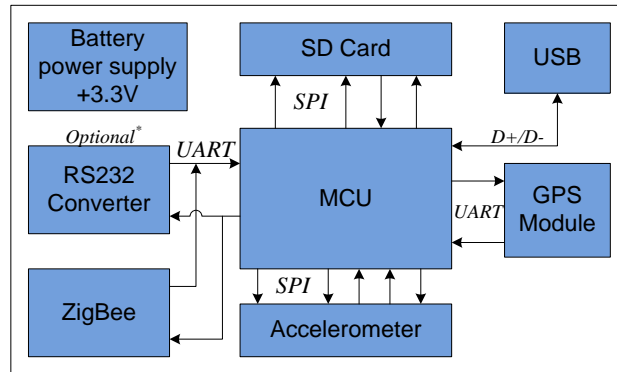 Battery
power supply
+3.3V
SD Card
USB
SPI
Optional*
UART
D+/D-
RS232
Converter
MCU
UART
GPS
Module
ZigBee
SPI
Accelerometer